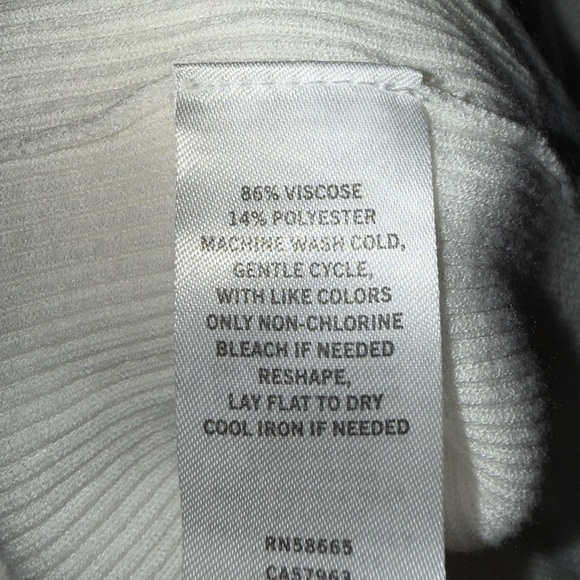 86% VISCOSE
14% POLYESTER
MACHINE WASH COLD,
GENTLE CYCLE,
WITH LIKE COLORS
ONLY NON-CHLORINE
BLEACH IF NEEDED
RESHAPE,
LAY FLAT TO DRY
COOL IRON IF NEEDED
RN58665
CA57963